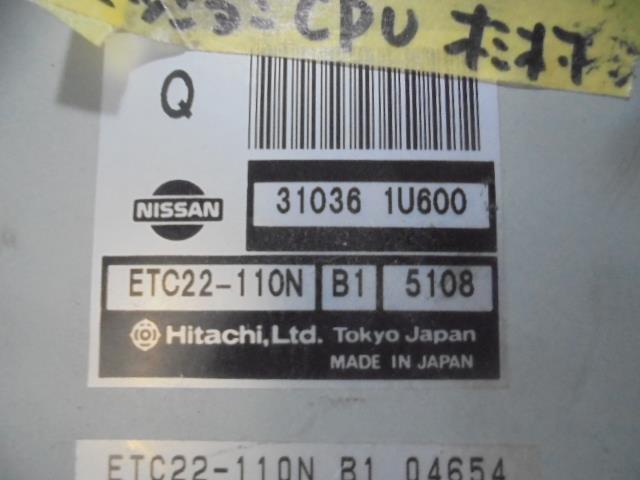 CPU
Q
NISSAN
31036 1U600
ETC22-110N B1 5108
Hitachi, Ltd. Tokyo Japan
MADE IN JAPAN
ETC22-110N B1 04654